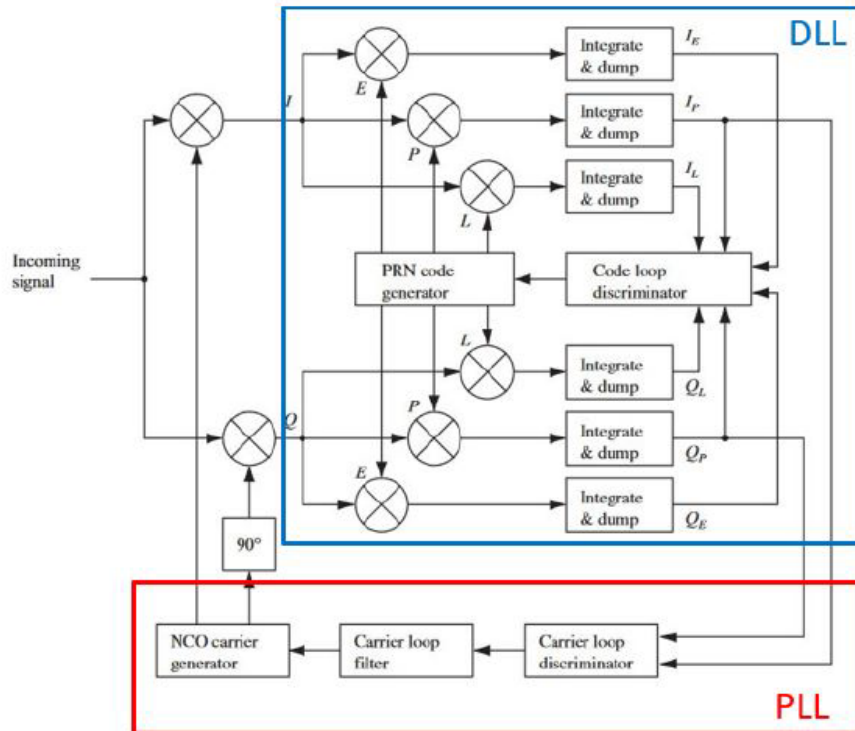 DLL
Integrate
& dump
I_E
E
I
Integrate
& dump
I_P
P
Integrate
& dump
I_L
L
Incoming
signal
PRN code
generator
Code loop
discriminator
L
Integrate
& dump
Q_L
Q
P
Integrate
& dump
Q_P
E
Integrate
& dump
Q_E
90°
NCO carrier
generator
Carrier loop
filter
Carrier loop
discriminator
PLL